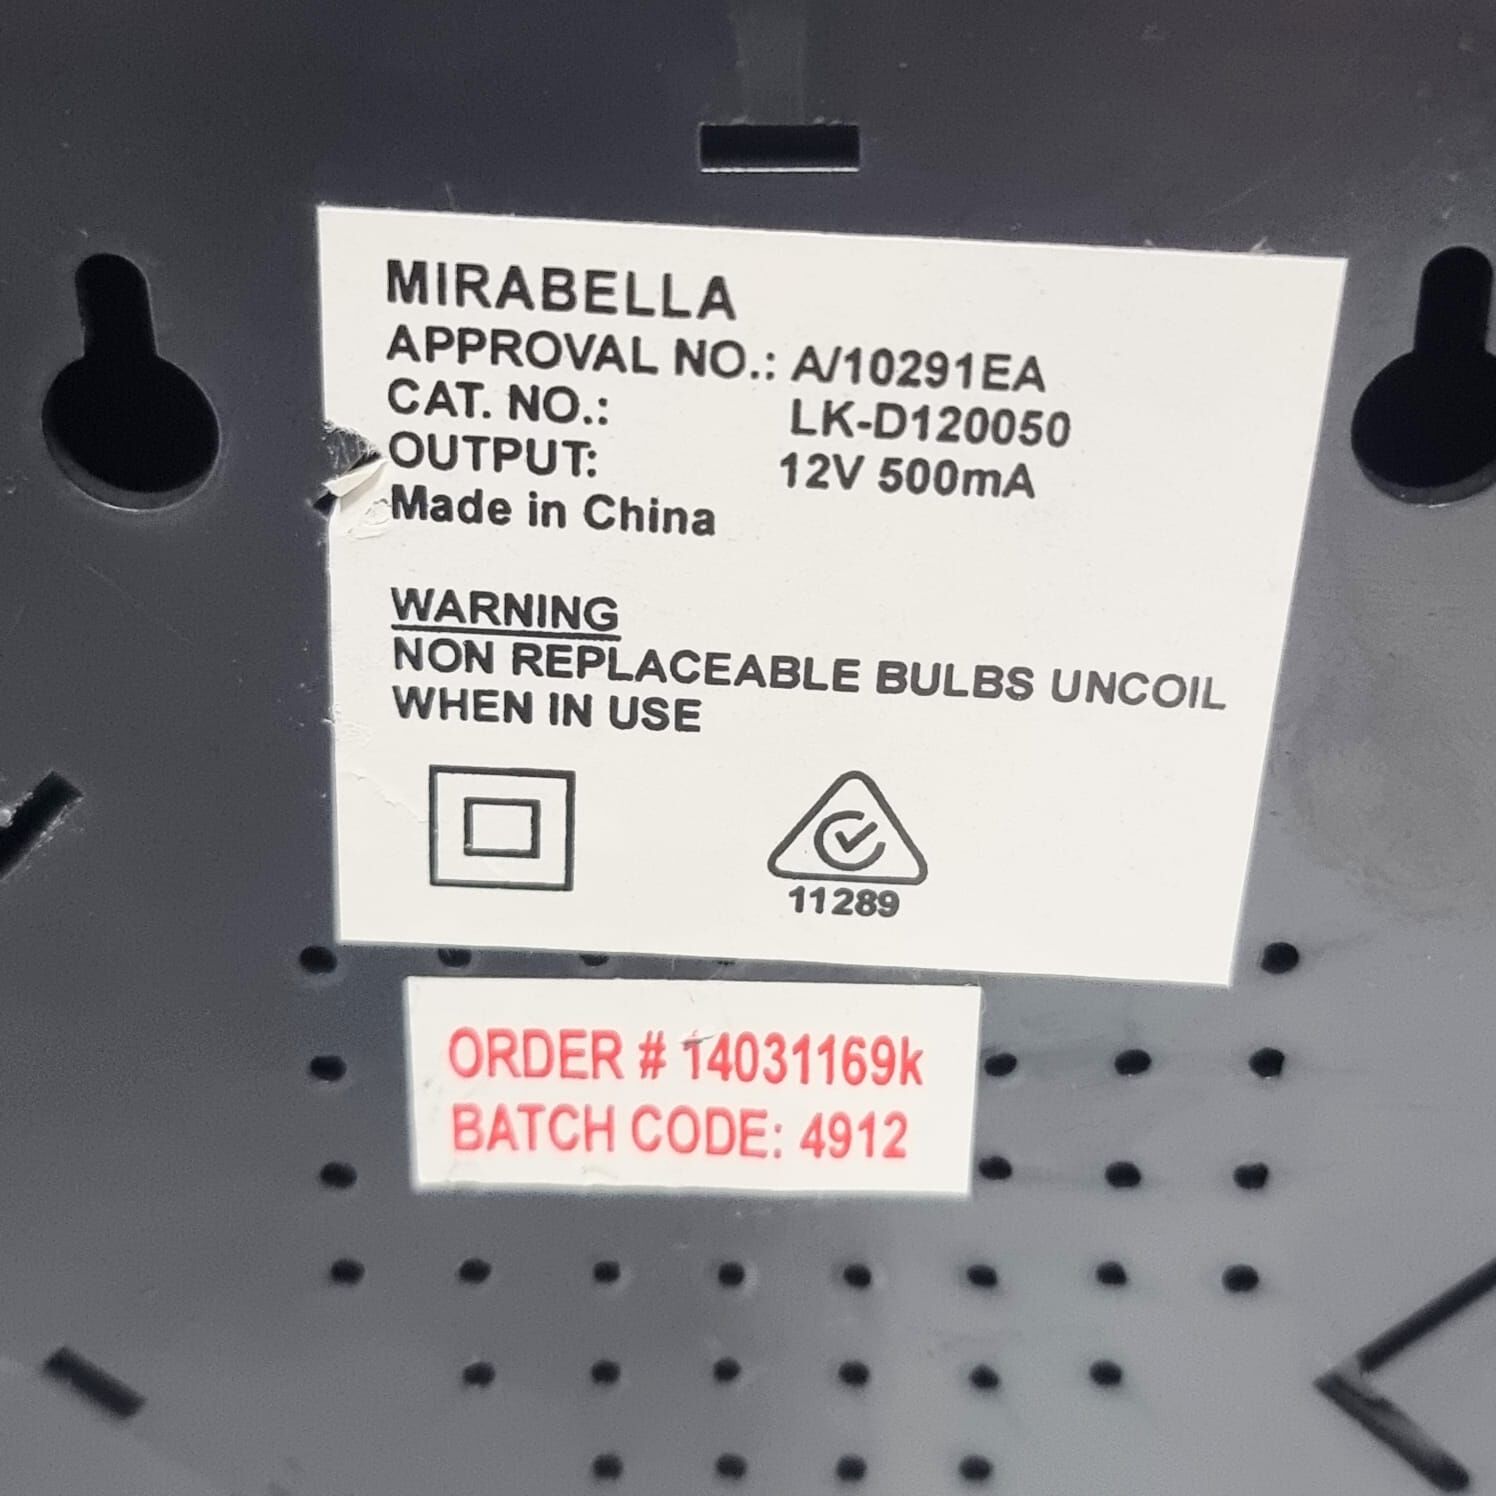 MIRABELLA
APPROVAL NO.: A/10291EA
CAT. NO.: LK-D120050
OUTPUT: 12V 500mA
Made in China
WARNING
NON REPLACEABLE BULBS UNCOIL
WHEN IN USE
11289
ORDER # 14031169k
BATCH CODE: 4912